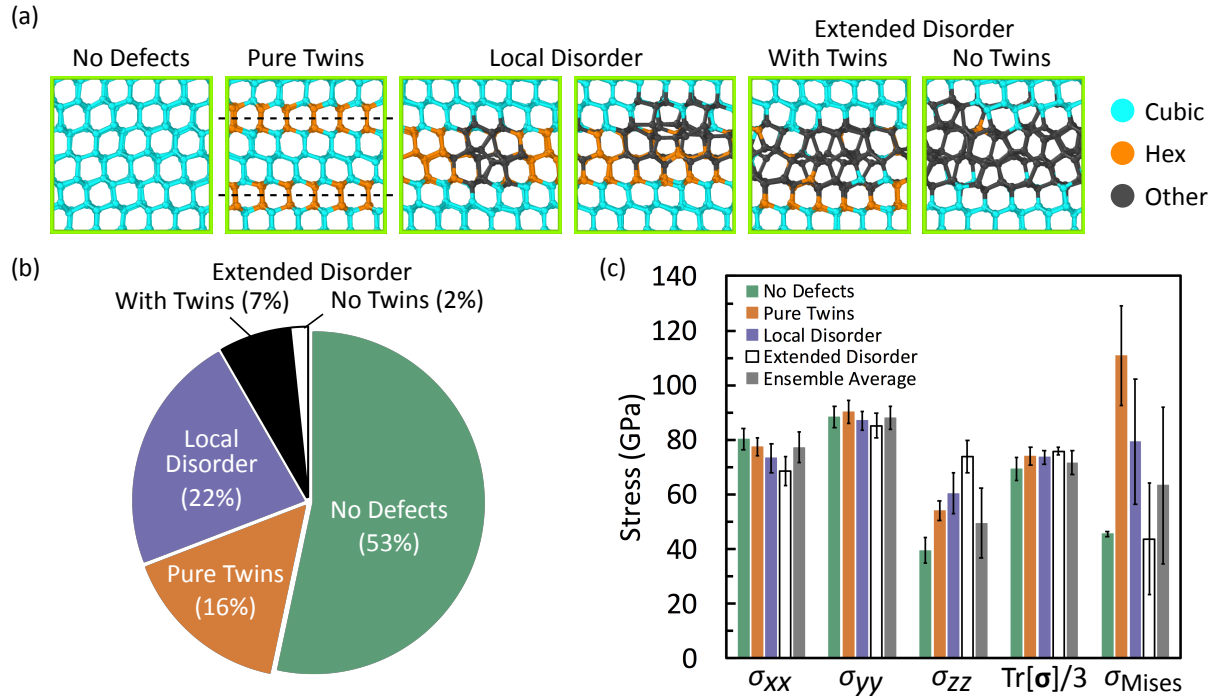 (a)
Extended Disorder
No Defects Pure Twins Local Disorder With Twins No Twins
Cubic
Hex
Other
(b)
Extended Disorder
With Twins (7%) No Twins (2%)
Local
Disorder
(22%)
No Defects
(53%)
Pure Twins
(16%)
(c)
Stress (GPa)
140
120
100
80
60
40
20
0
No Defects
Pure Twins
Local Disorder
Extended Disorder
Ensemble Average
σxx σyy σzz Tr[σ]/3 σMises